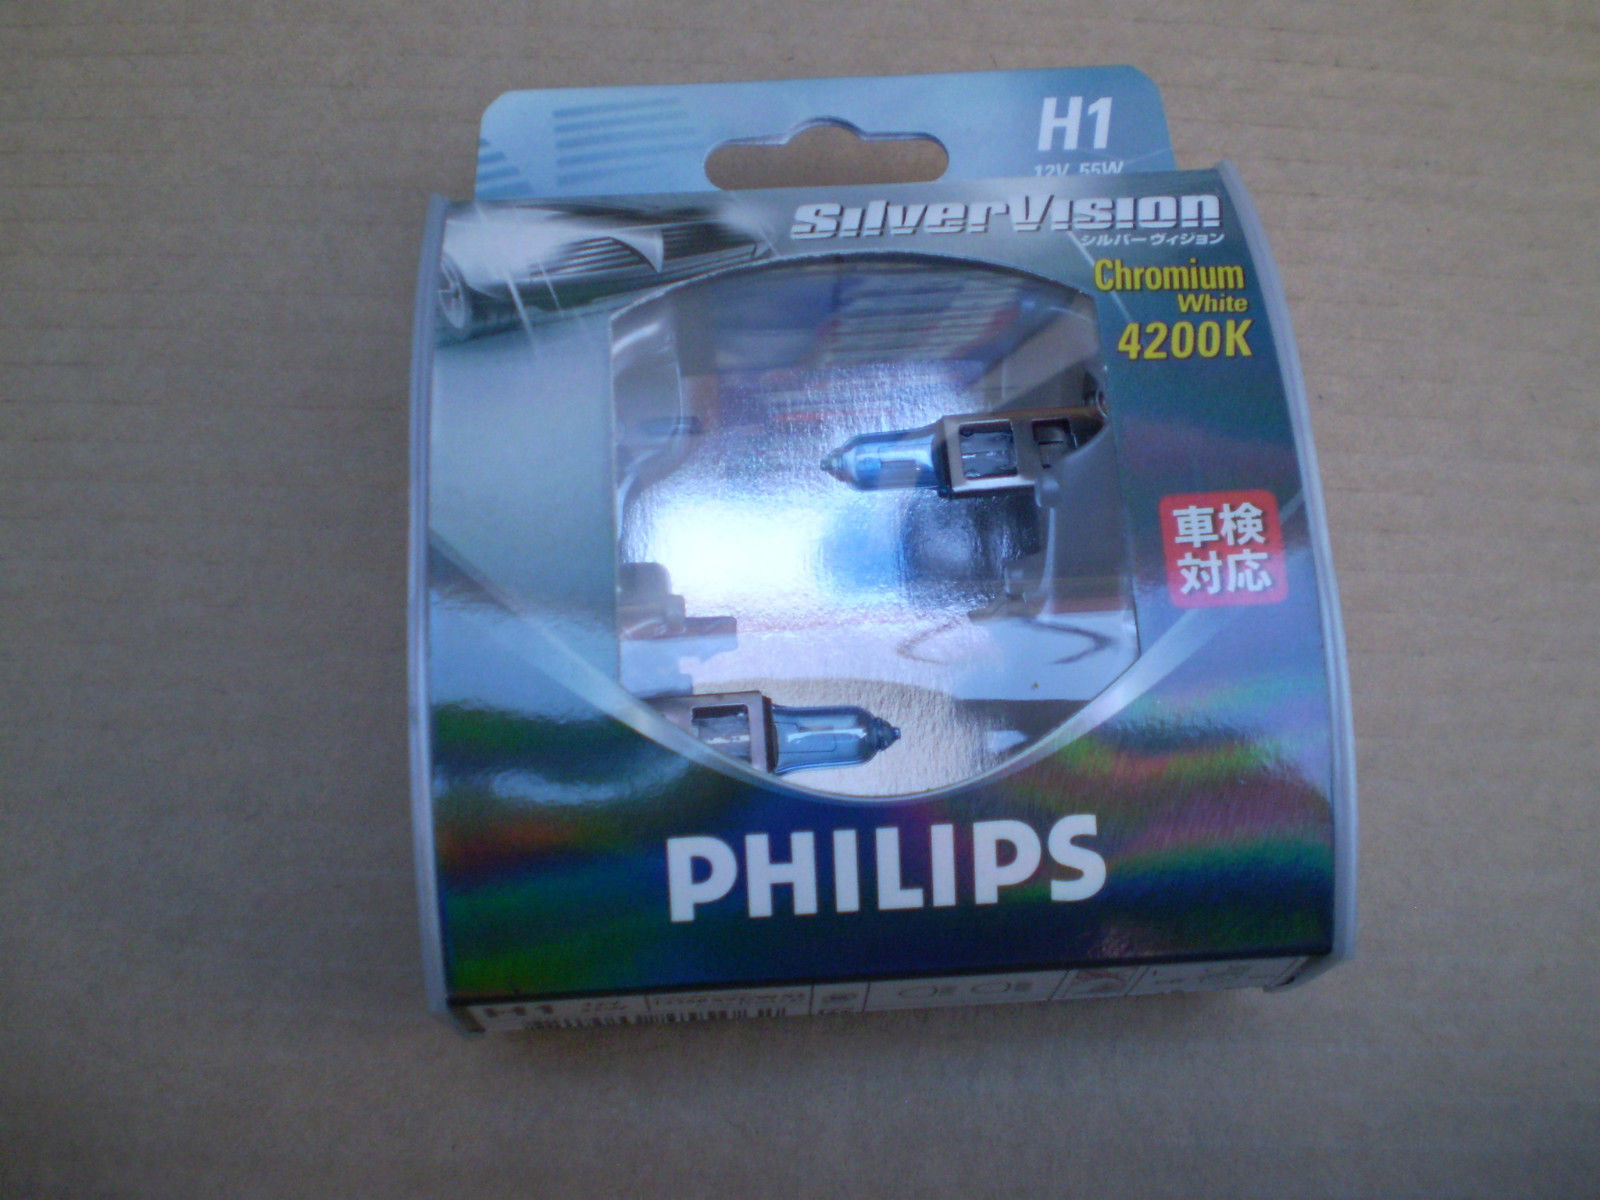 H1
12V 55W
SilverVision
シルバーヴィジョン
Chromium
White
4200K
車検
対応
PHILIPS
H1